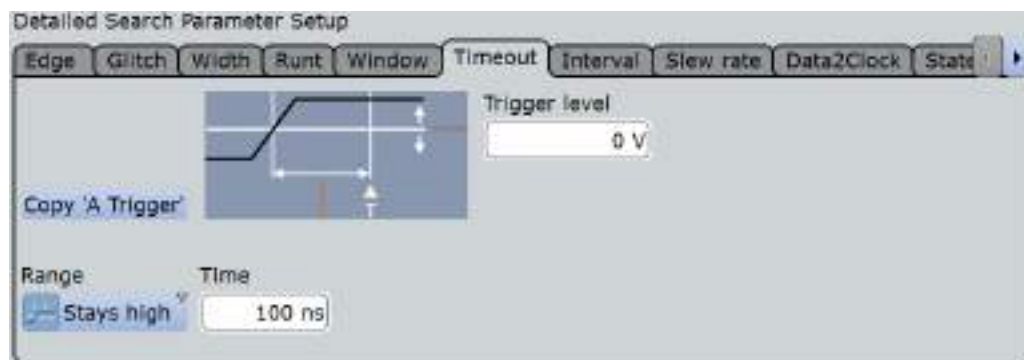 Detailed Search Parameter Setup
Edge Glitch Width Runt Window Timeout Interval Slew rate Data2Clock State
Trigger level
0 V
Copy 'A Trigger'
T
Range Time
Stays high 100 ns